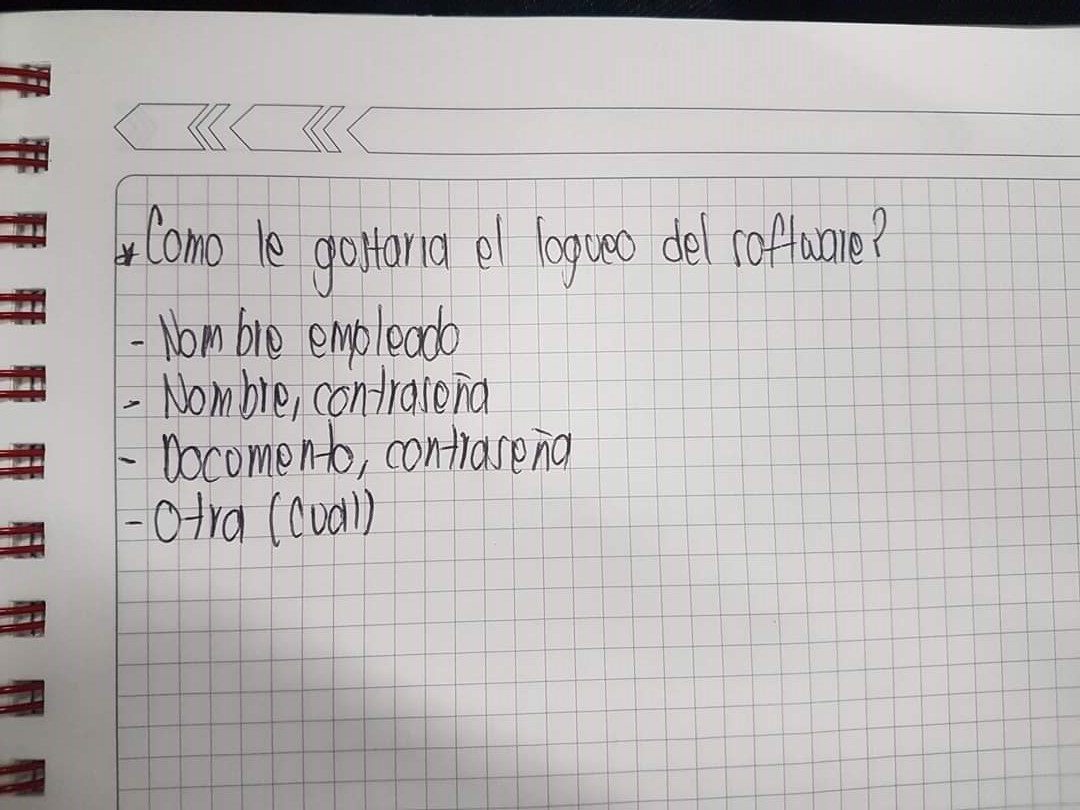 * Como le gustaria el logueo del software?
- Nombre empleado
- Nombre, contraseña
- Documento, contraseña
- Otra (cual)